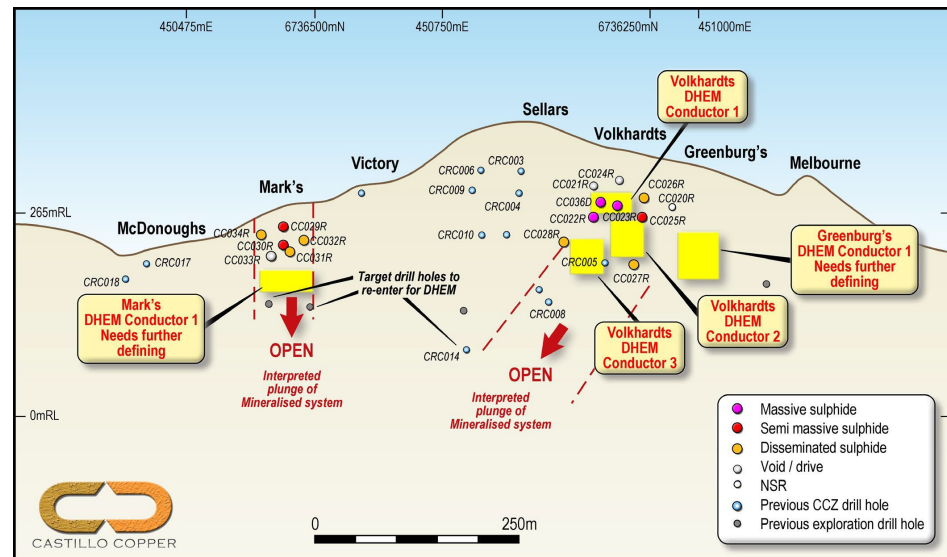 450475mE
6736500mN
450750mE
6736250mN
451000mE
Volkhardts
DHEM
Conductor 1
Sellars
Volkhardts
Greenburg's
Melbourne
Victory
Mark's
McDonoughs
265mRL
CRC003
CRC006
CRC009
CRC004
CRC010
CC024R
CC021R
CC036D
CC022R
CC023R
CC026R
CC020R
CC025R
CC028R
CRC005
CC027R
CRC008
CC029R
CC034R
CC030R
CC032R
CC033R
CC031R
CRC017
CRC018
CRC014
Target drill holes to
re-enter for DHEM
Mark's
DHEM Conductor 1
Needs further
defining
Greenburg's
DHEM Conductor 1
Needs further
defining
Volkhardts
DHEM
Conductor 2
Volkhardts
DHEM
Conductor 3
OPEN
Interpreted
plunge of
Mineralised system
OPEN
Interpreted
plunge of
Mineralised system
0mRL
Massive sulphide
Semi massive sulphide
Disseminated sulphide
Void / drive
NSR
Previous CCZ drill hole
Previous exploration drill hole
CASTILLO COPPER
0
250m